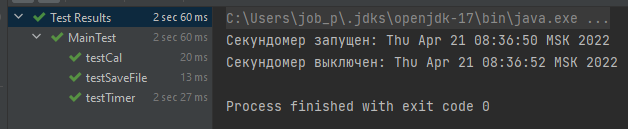 Test Results 2 sec 60 ms
MainTest 2 sec 60 ms
testCal 20 ms
testSaveFile 13 ms
testTimer 2 sec 27 ms
C:\Users\job_p\.jdks\openjdk-17\bin\java.exe ...
Секундомер запущен: Thu Apr 21 08:36:50 MSK 2022
Секундомер выключен: Thu Apr 21 08:36:52 MSK 2022
Process finished with exit code 0